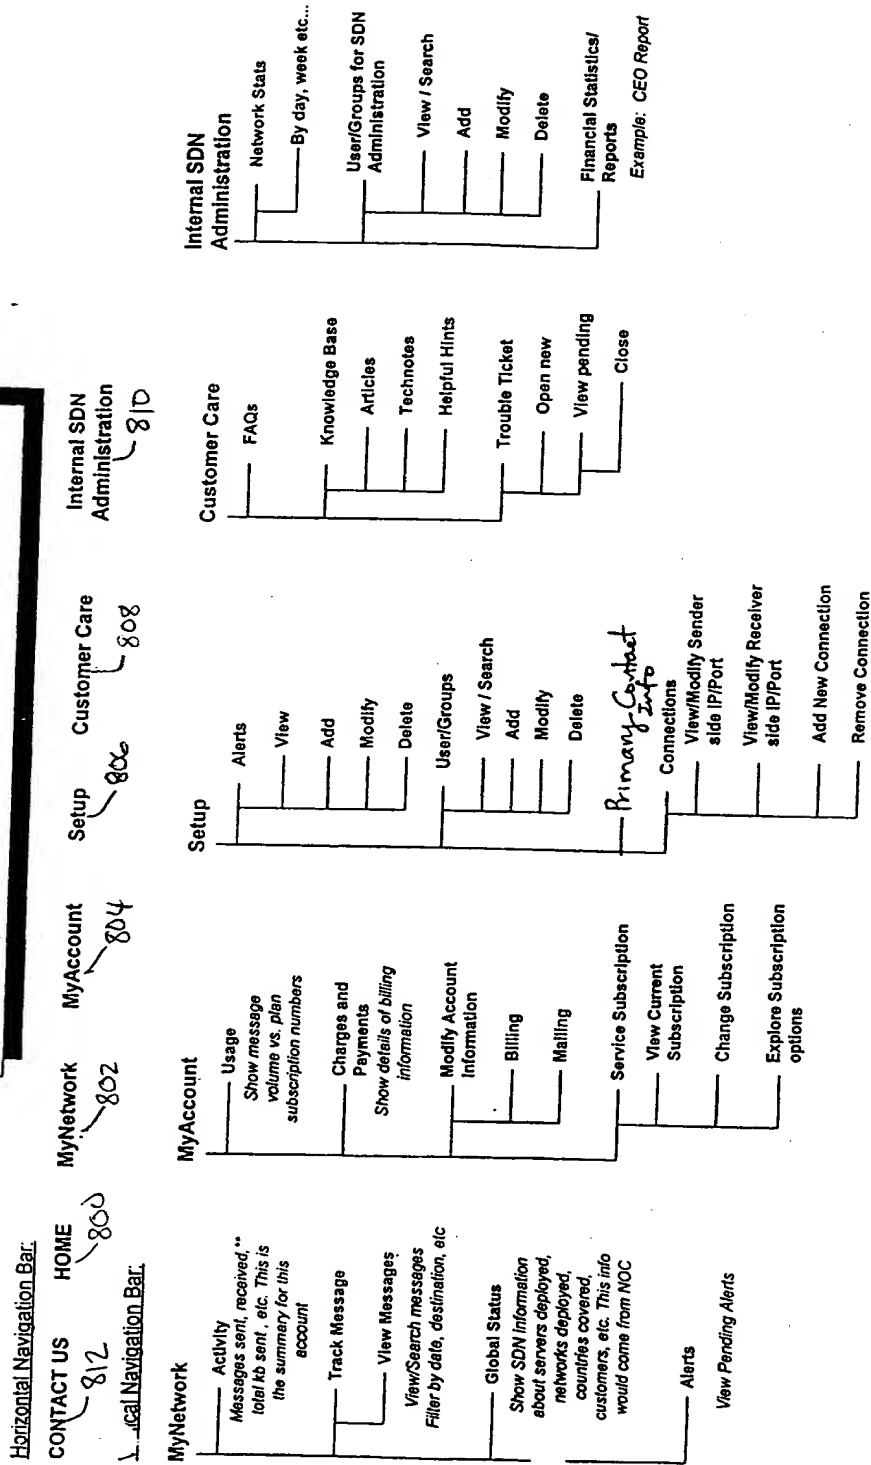 Horizontal Navigation Bar:
CONTACT US
812
HOME
800
MyNetwork
802
MyAccount
804
Setup
806
Customer Care
808
Internal SDN
Administration
810
ical Navigation Bar:
MyNetwork
Activity
Messages sent, received,**
total kb sent, etc. This is
the summary for this
account
Track Message
View Messages
View/Search messages
Filter by date, destination, etc
Global Status
Show SDN Information
about servers deployed,
networks deployed,
countries covered,
customers, etc. This info
would come from NOC
Alerts
View Pending Alerts
MyAccount
Usage
Show message
volume vs. plan
subscription numbers
Charges and
Payments
Show details of billing
information
Modify Account
Information
Billing
Mailing
Service Subscription
View Current
Subscription
Change Subscription
Explore Subscription
options
Setup
Alerts
View
Add
Modify
Delete
User/Groups
View / Search
Add
Modify
Delete
Primary Contact
Info
Connections
View/Modify Sender
side IP/Port
View/Modify Receiver
side IP/Port
Add New Connection
Remove Connection
Customer Care
FAQs
Knowledge Base
Articles
Technotes
Helpful Hints
Trouble Ticket
Open new
View pending
Close
Internal SDN
Administration
Network Stats
By day, week etc...
User/Groups for SDN
Administration
View / Search
Add
Modify
Delete
Financial Statistics/
Reports
Example: CEO Report